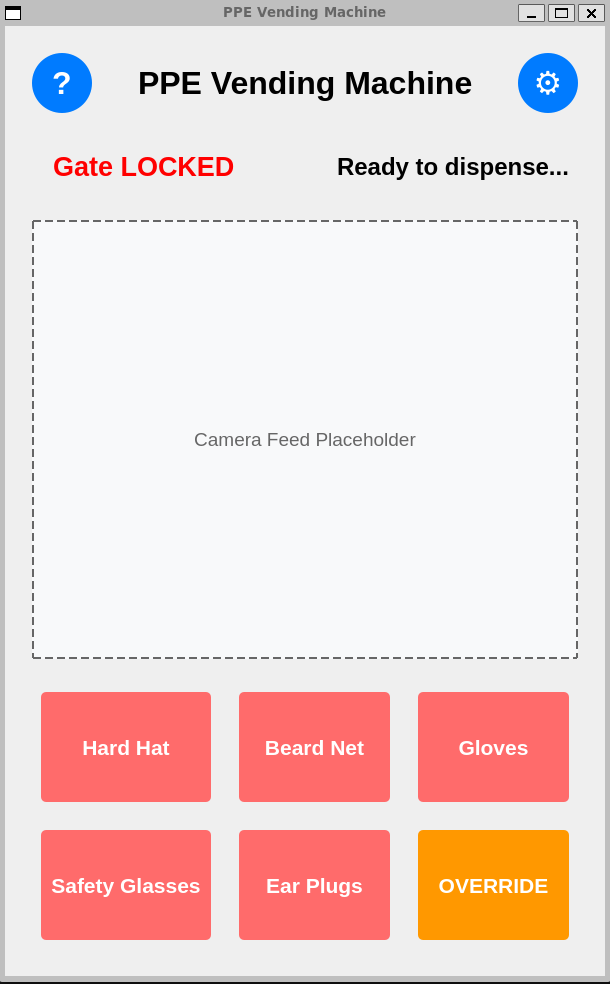 PPE Vending Machine
?
PPE Vending Machine
Gate LOCKED
Ready to dispense...
Camera Feed Placeholder
Hard Hat
Beard Net
Gloves
Safety Glasses
Ear Plugs
OVERRIDE